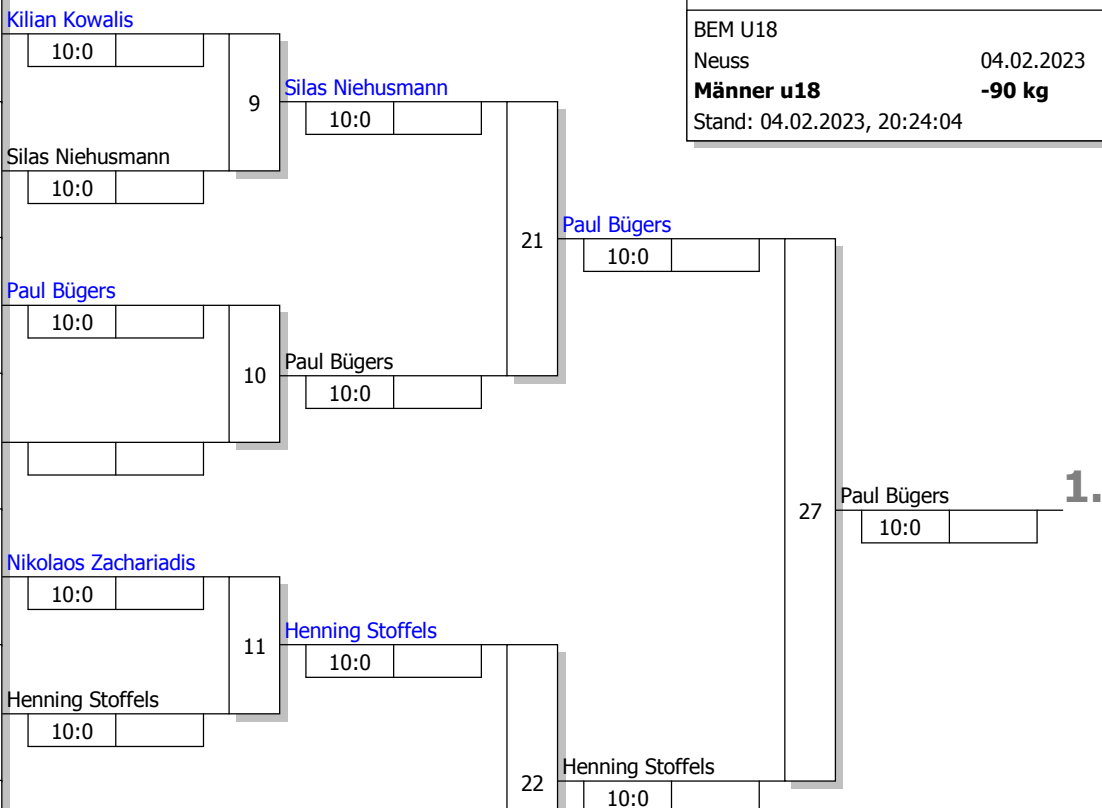 BEM U18
Neuss 04.02.2023
Männer u18 -90 kg
Stand: 04.02.2023, 20:24:04
Kilian Kowalis
10:0
9
Silas Niehusmann
10:0
Silas Niehusmann
10:0
21
Paul Bügers
10:0
Paul Bügers
10:0
10
Paul Bügers
10:0
27
Paul Bügers
1.
10:0
Nikolaos Zachariadis
10:0
11
Henning Stoffels
10:0
Henning Stoffels
10:0
22
Henning Stoffels
10:0